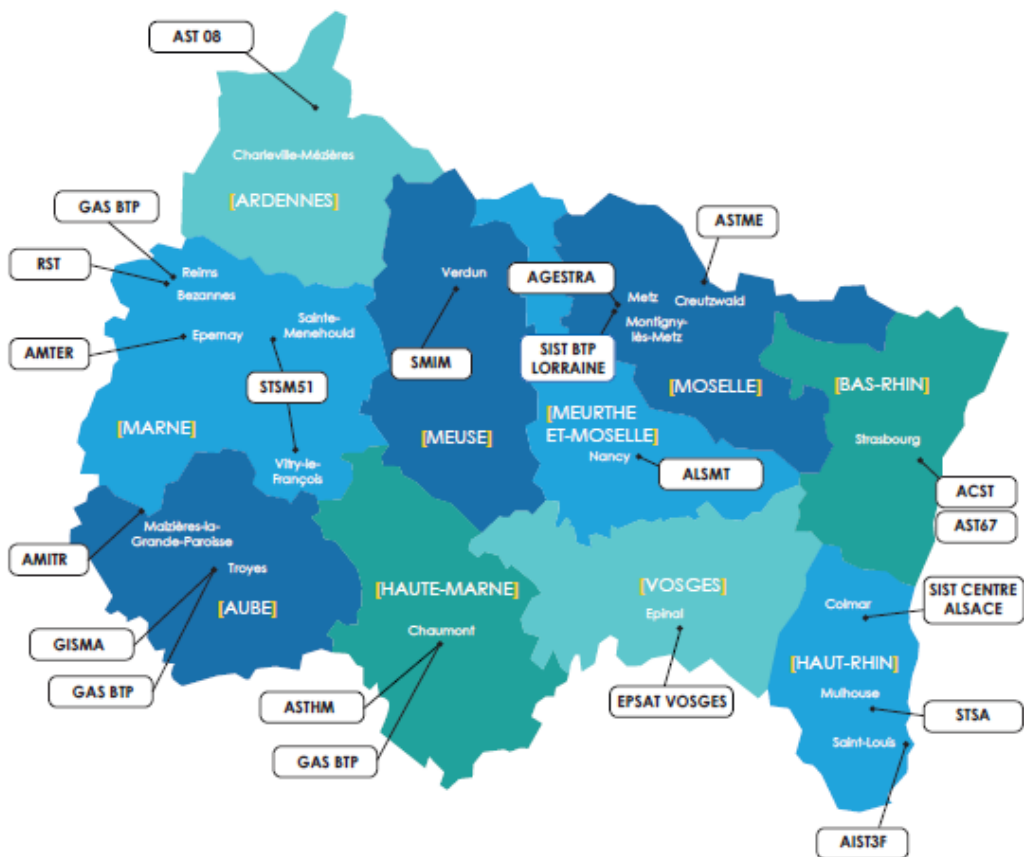 AST 08
Charleville-Mézières
[ARDENNES]
GAS BTP
RST
Reims
Bezannes
AMTER
Epernay
Sainte-
Menehould
STSM51
[MARNE]
Vitry-le-
François
Verdun
SMIM
[MEUSE]
ASTME
AGESTRA
Metz
Creutzwald
Montigny-
lès-Metz
SIST BTP
LORRAINE
[MOSELLE]
[BAS-RHIN]
[MEURTHE
ET-MOSELLE]
Nancy
ALSMT
Strasbourg
ACST
AST67
AMITR
Maizières-la-
Grande-Paroisse
Troyes
[AUBE]
GISMA
GAS BTP
[HAUTE-MARNE]
Chaumont
ASTHM
GAS BTP
[VOSGES]
Epinal
EPSAT VOSGES
Colmar
SIST CENTRE
ALSACE
[HAUT-RHIN]
Mulhouse
STSA
Saint-Louis
AIST3F